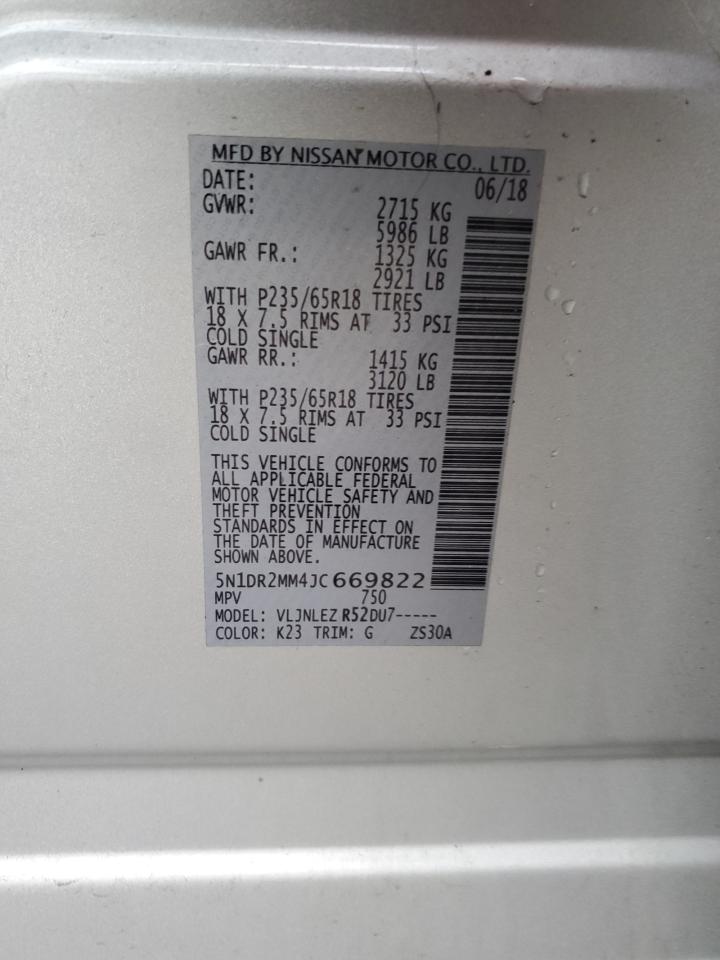 MFD BY NISSAN MOTOR CO., LTD.
DATE: 06/18
GVWR: 2715 KG
5986 LB
GAWR FR.: 1325 KG
2921 LB
WITH P235/65R18 TIRES
18 X 7.5 RIMS AT 33 PSI
COLD SINGLE
GAWR RR.: 1415 KG
3120 LB
WITH P235/65R18 TIRES
18 X 7.5 RIMS AT 33 PSI
COLD SINGLE
THIS VEHICLE CONFORMS TO
ALL APPLICABLE FEDERAL
MOTOR VEHICLE SAFETY AND
THEFT PREVENTION
STANDARDS IN EFFECT ON
THE DATE OF MANUFACTURE
SHOWN ABOVE.
5N1DR2MM4JC669822
MPV 750
MODEL: VLJNLEZ R52DU7-----
COLOR: K23 TRIM: G ZS30A